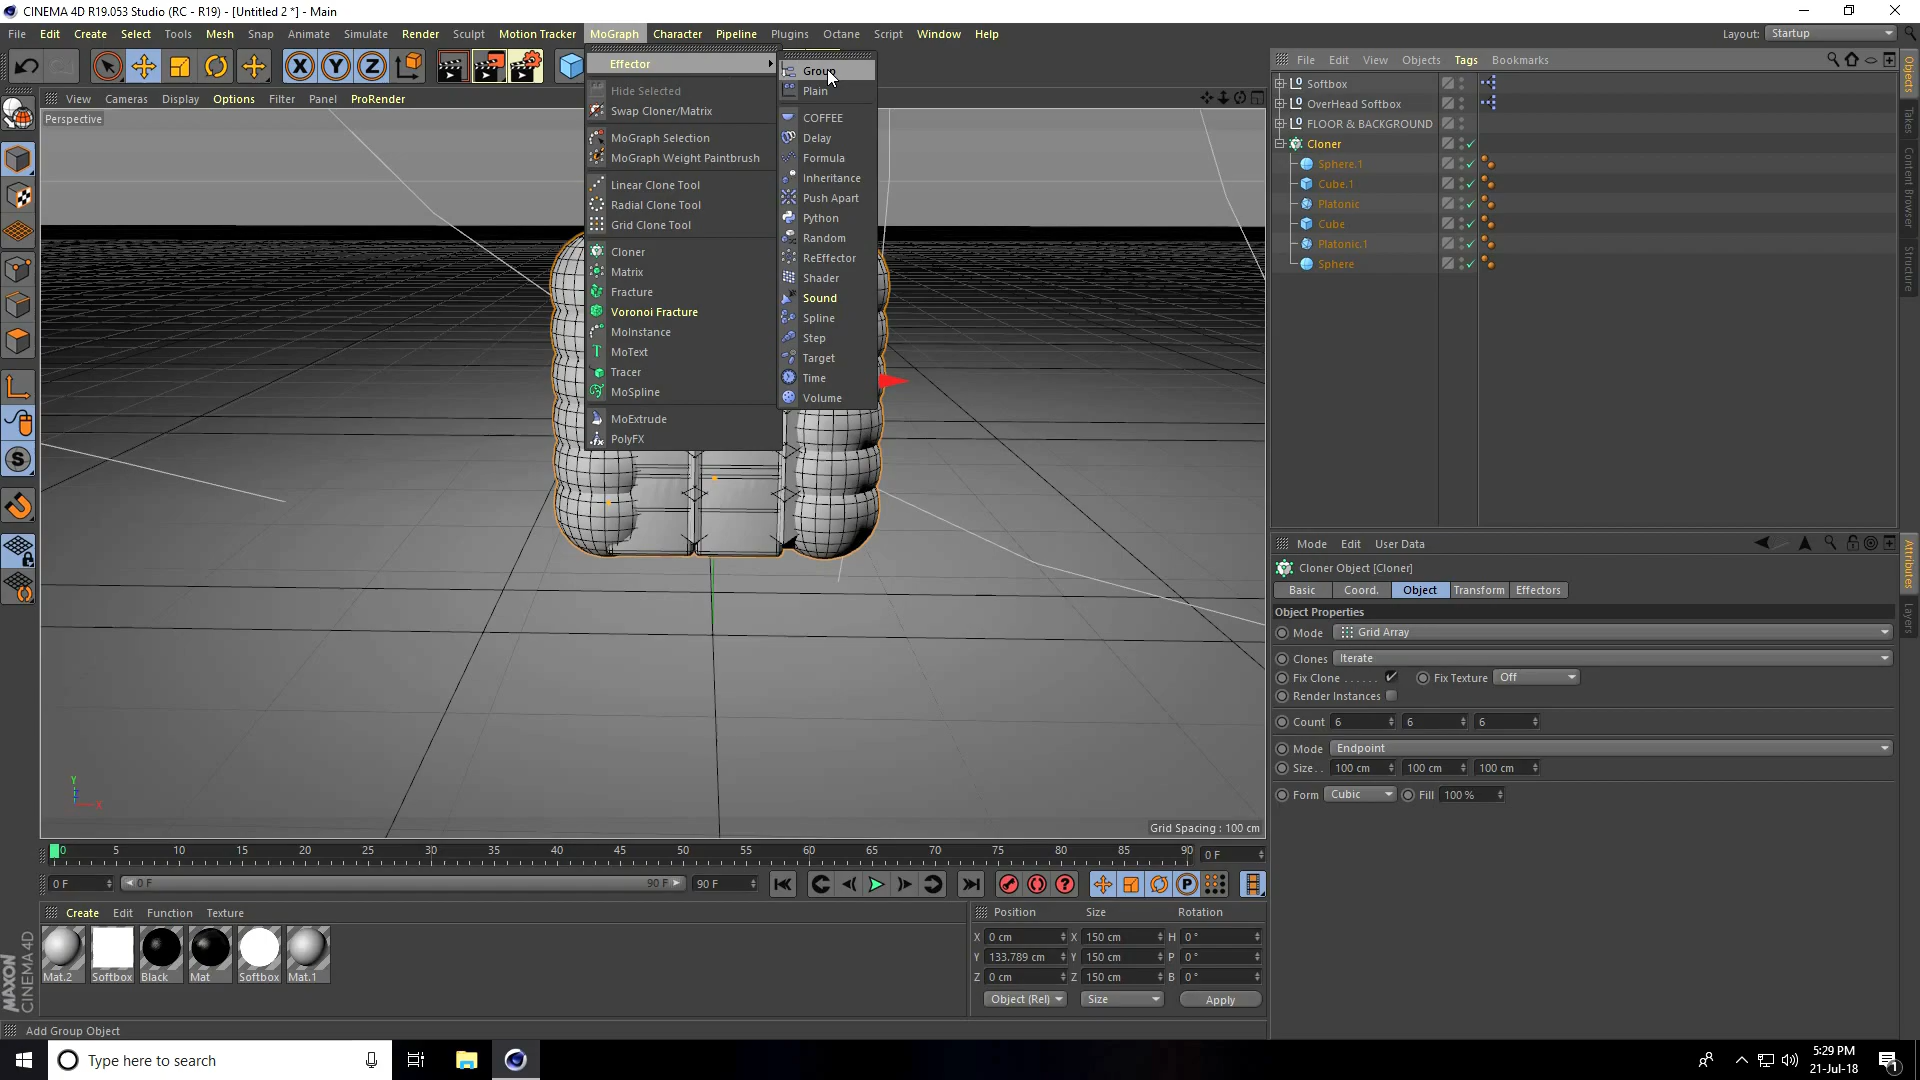 CINEMA 4D R19.053 Studio (RC - R19) - [Untitled 2 *] - Main
File Edit Create Select Tools Mesh Snap Animate Simulate Render Sculpt Motion Tracker MoGraph Character Pipeline Plugins Octane Script Window Help Layout: Startup
View Cameras Display Options Filter Panel ProRender
Perspective
Effector
Hide Selected
Swap Cloner/Matrix
MoGraph Selection
MoGraph Weight Paintbrush
Linear Clone Tool
Radial Clone Tool
Grid Clone Tool
Cloner
Matrix
Fracture
Voronoi Fracture
MoInstance
MoText
Tracer
MoSpline
MoExtrude
PolyFX
Group
Plain
COFFEE
Delay
Formula
Inheritance
Push Apart
Python
Random
ReEffector
Shader
Sound
Spline
Step
Target
Time
Volume
File Edit View Objects Tags Bookmarks
Softbox
OverHead Softbox
FLOOR & BACKGROUND
Cloner
Sphere.1
Cube.1
Platonic
Cube
Platonic.1
Sphere
Objects
Takes
Content Browser
Structure
Mode Edit User Data
Cloner Object [Cloner]
Basic Coord. Object Transform Effectors
Object Properties
Mode Grid Array
Clones Iterate
Fix Clone . . . . . . Fix Texture Off
Render Instances
Count 6 6 6
Mode Endpoint
Size. . 100 cm 100 cm 100 cm
Form Cubic Fill 100 %
Attributes
Layers
Y
X
Grid Spacing : 100 cm
0 5 10 15 20 25 30 35 40 45 50 55 60 65 70 75 80 85 90 0 F
0 F 0 F 90 F 90 F
Create Edit Function Texture
Mat.2 Softbox Black Mat Softbox Mat.1
Position Size Rotation
X 0 cm X 150 cm H 0 °
Y 133.789 cm Y 150 cm P 0 °
Z 0 cm Z 150 cm B 0 °
Object (Rel) Size Apply
MAXON
CINEMA 4D
Add Group Object
Type here to search
5:29 PM
21-Jul-18
1